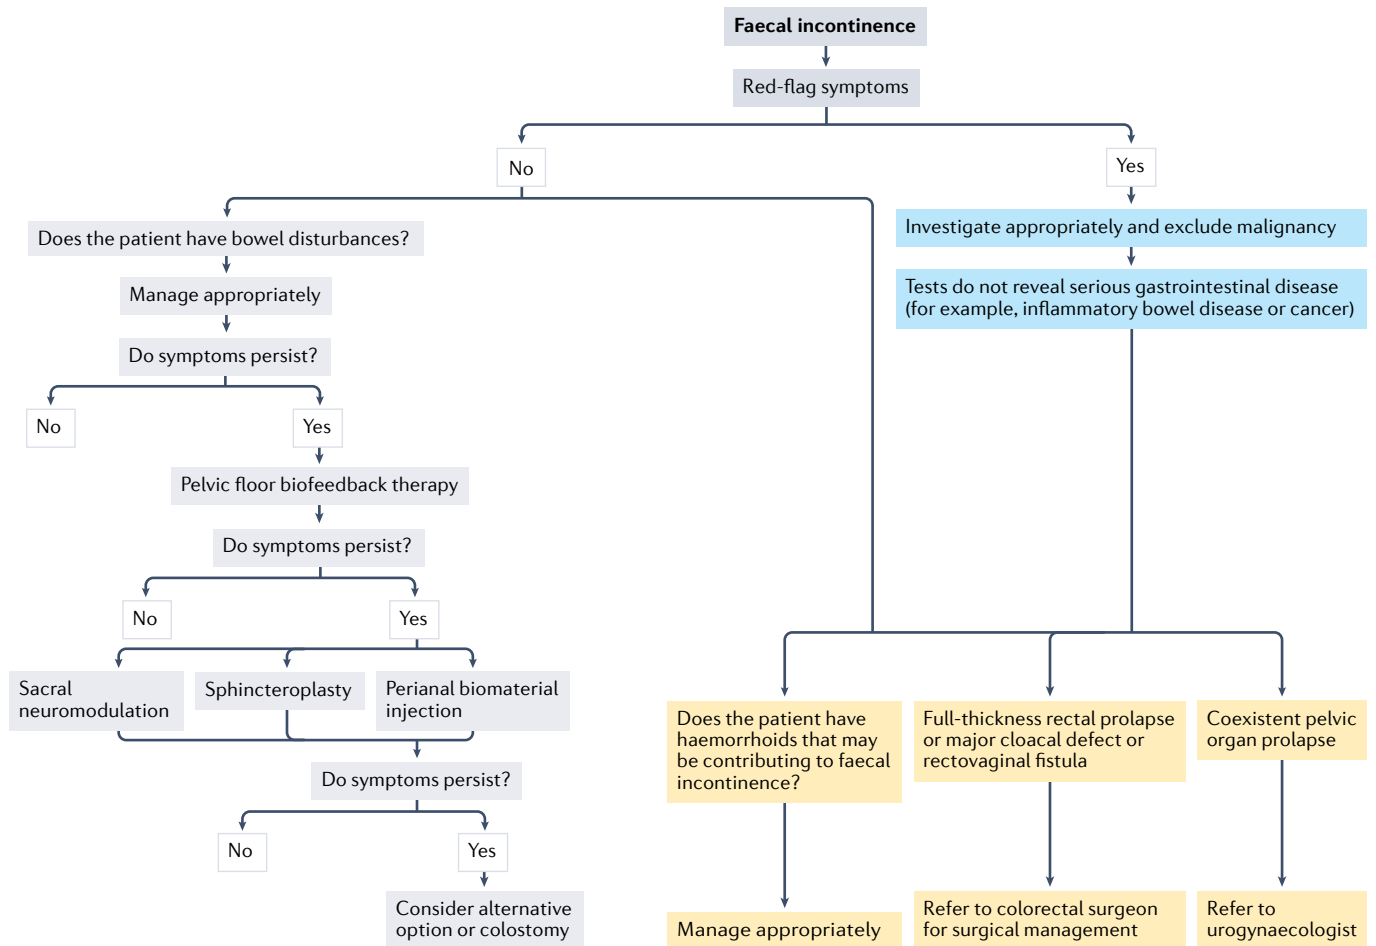 Faecal incontinence
Red-flag symptoms
No
Yes
Does the patient have bowel disturbances?
Manage appropriately
Do symptoms persist?
No
Yes
Pelvic floor biofeedback therapy
Do symptoms persist?
No
Yes
Sacral
neuromodulation
Sphincteroplasty
Perianal biomaterial
injection
Do symptoms persist?
No
Yes
Consider alternative
option or colostomy
Investigate appropriately and exclude malignancy
Tests do not reveal serious gastrointestinal disease
(for example, inflammatory bowel disease or cancer)
Does the patient have
haemorrhoids that may
be contributing to faecal
incontinence?
Manage appropriately
Full-thickness rectal prolapse
or major cloacal defect or
rectovaginal fistula
Refer to colorectal surgeon
for surgical management
Coexistent pelvic
organ prolapse
Refer to
urogynaecologist